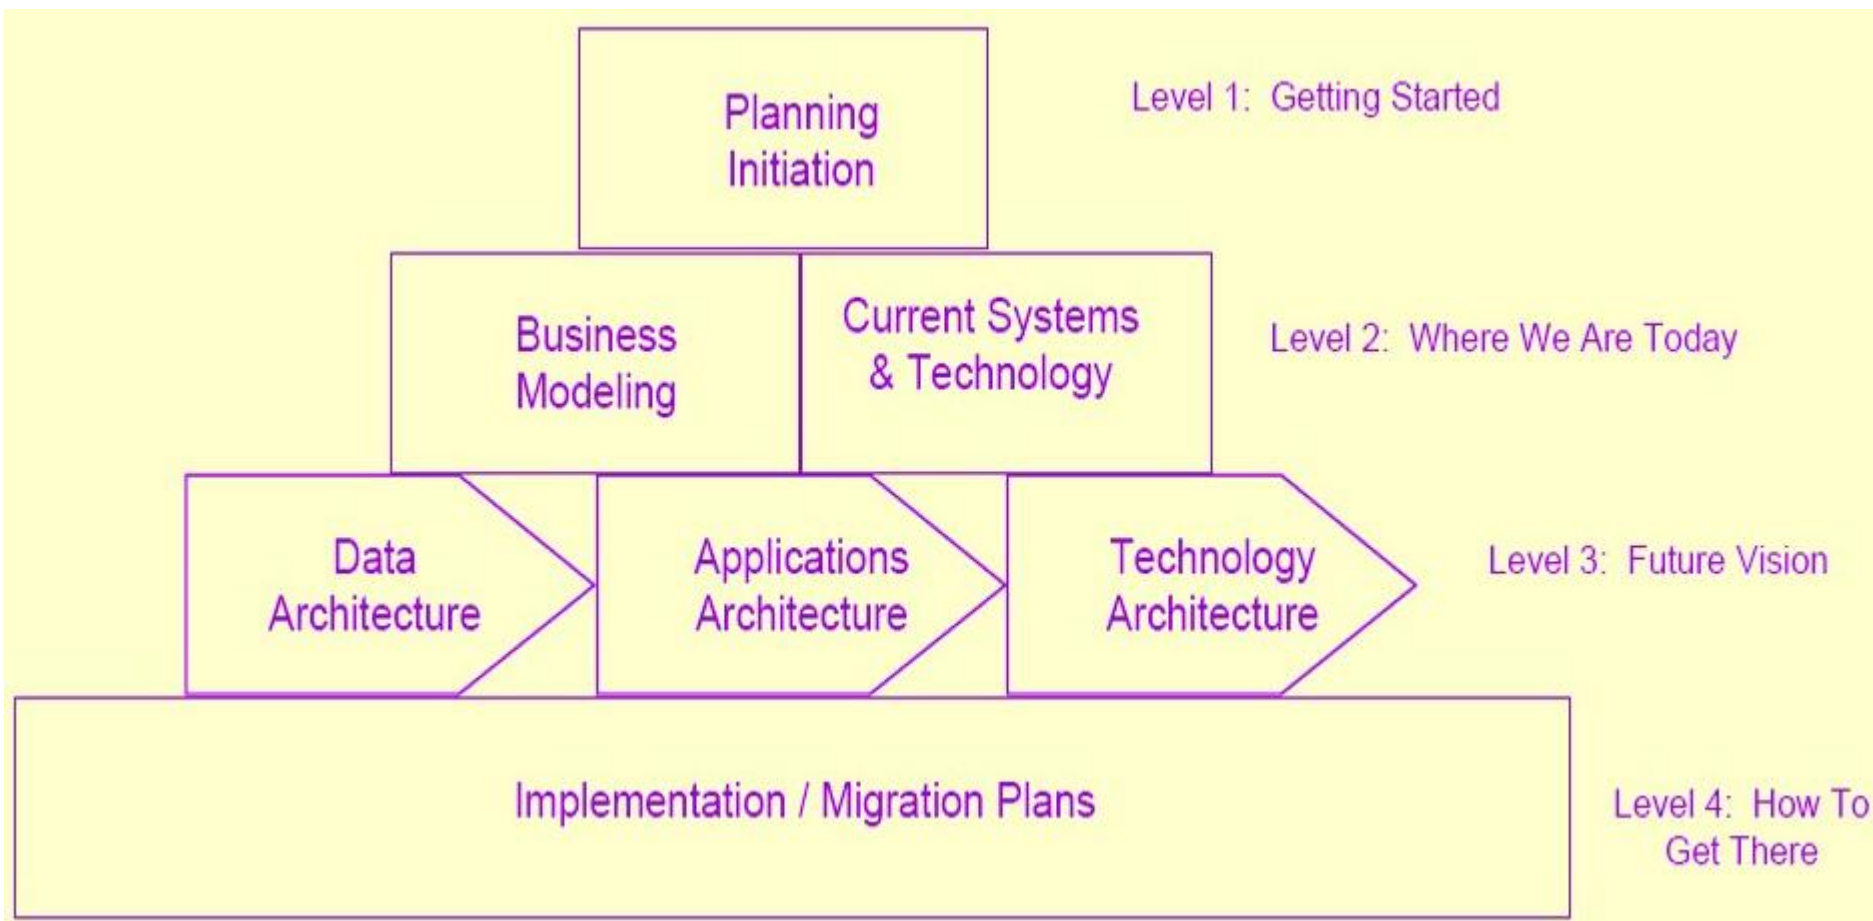 Planning
Initiation
Level 1: Getting Started
Business
Modeling
Current Systems
& Technology
Level 2: Where We Are Today
Data
Architecture
Applications
Architecture
Technology
Architecture
Level 3: Future Vision
Implementation / Migration Plans
Level 4: How To
Get There